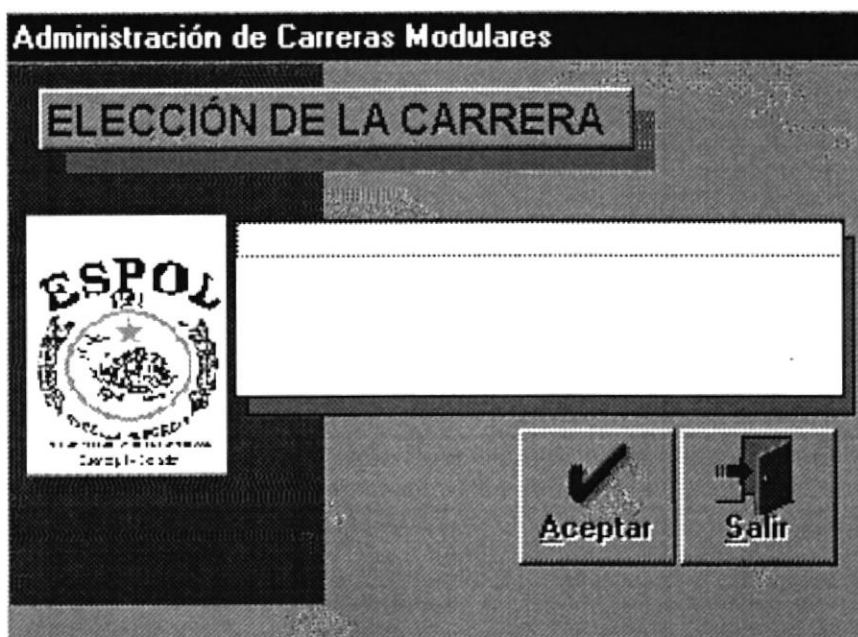 Administración de Carreras Modulares
ELECCIÓN DE LA CARRERA
ESPOL
Aceptar
Salir